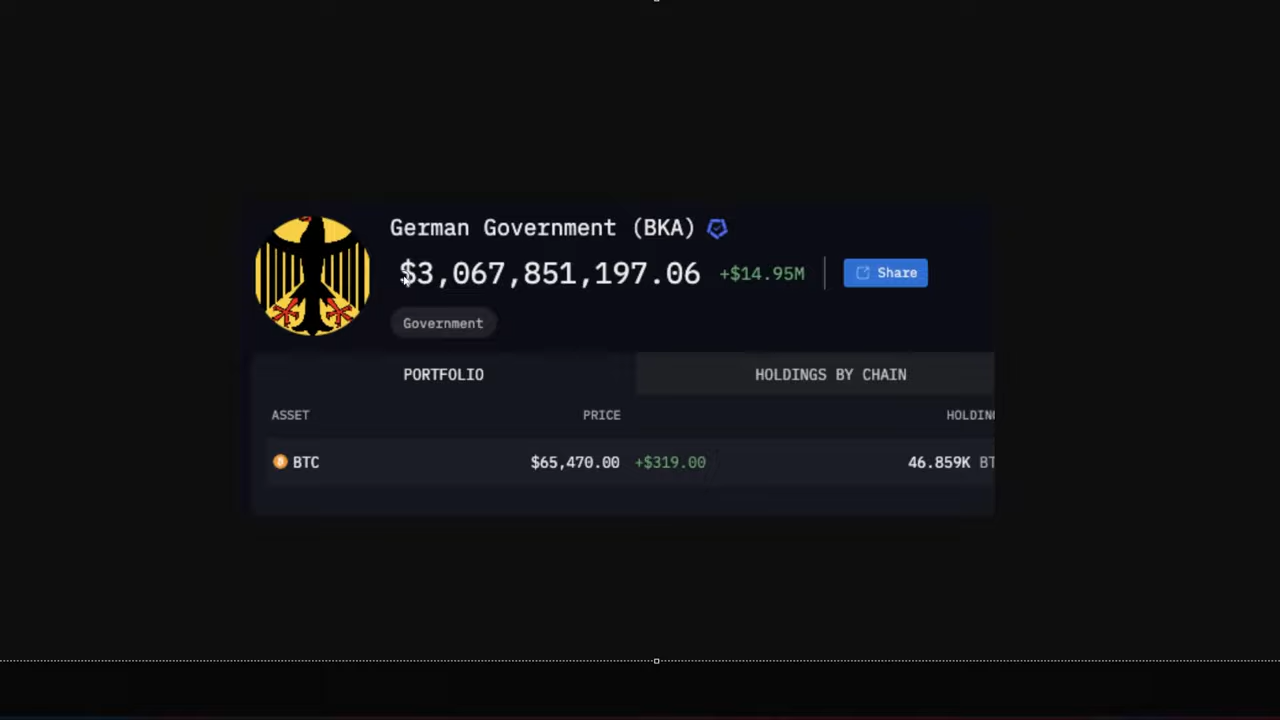 German Government (BKA)
$3,067,851,197.06 +$14.95M Share
Government
PORTFOLIO HOLDINGS BY CHAIN
ASSET PRICE
BTC $65,470.00 +$319.00 46.859K